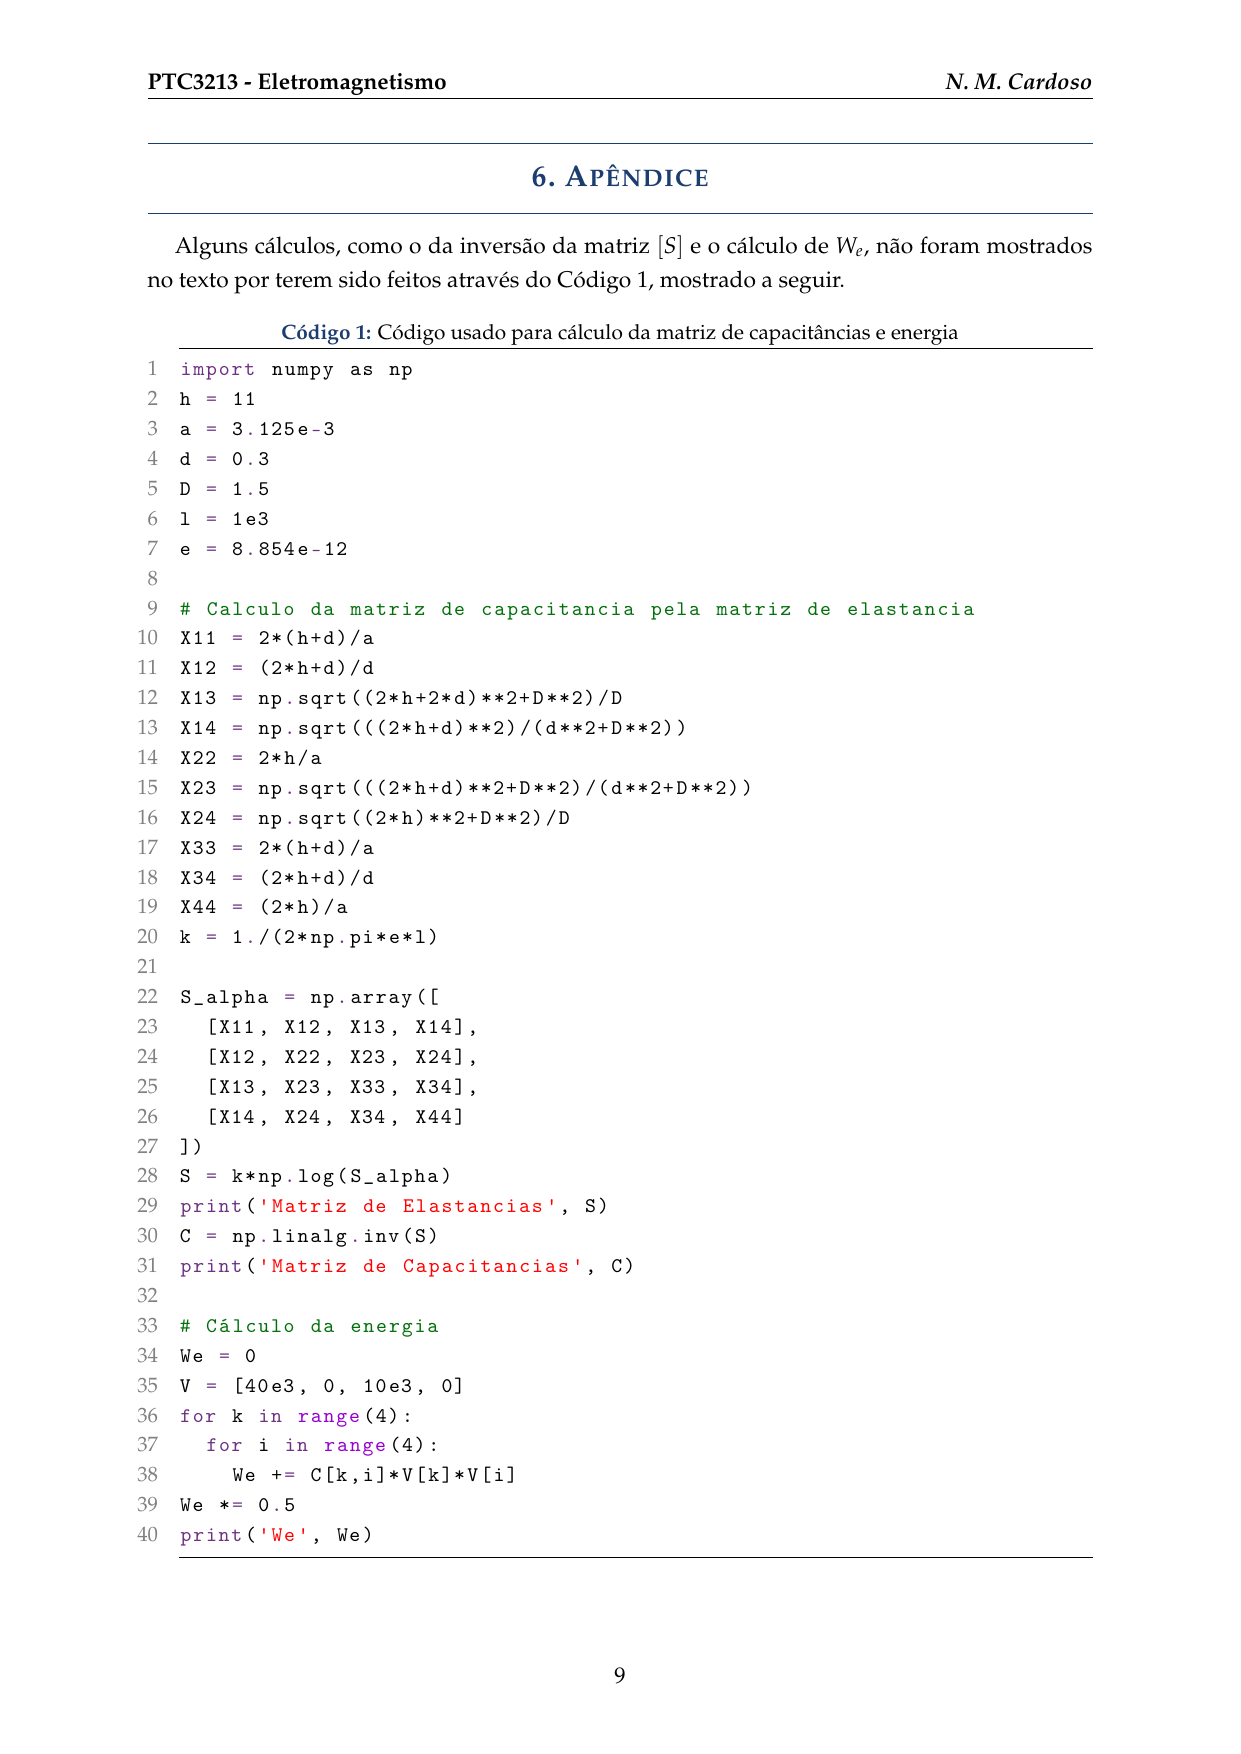 PTC3213 - Eletromagnetismo N. M. Cardoso
6. APÊNDICE
Alguns cálculos, como o da inversão da matriz [S] e o cálculo de We, não foram mostrados
no texto por terem sido feitos através do Código 1, mostrado a seguir.
Código 1: Código usado para cálculo da matriz de capacitâncias e energia
1 import numpy as np
2 h = 11
3 a = 3.125e-3
4 d = 0.3
5 D = 1.5
6 l = 1e3
7 e = 8.854e-12
8
9 # Calculo da matriz de capacitancia pela matriz de elastancia
10 X11 = 2*(h+d)/a
11 X12 = (2*h+d)/d
12 X13 = np.sqrt((2*h+2*d)**2+D**2)/D
13 X14 = np.sqrt(((2*h+d)**2)/(d**2+D**2))
14 X22 = 2*h/a
15 X23 = np.sqrt(((2*h+d)**2+D**2)/(d**2+D**2))
16 X24 = np.sqrt((2*h)**2+D**2)/D
17 X33 = 2*(h+d)/a
18 X34 = (2*h+d)/d
19 X44 = (2*h)/a
20 k = 1./(2*np.pi*e*l)
21
22 S_alpha = np.array([
23   [X11, X12, X13, X14],
24   [X12, X22, X23, X24],
25   [X13, X23, X33, X34],
26   [X14, X24, X34, X44]
27 ])
28 S = k*np.log(S_alpha)
29 print('Matriz de Elastancias', S)
30 C = np.linalg.inv(S)
31 print('Matriz de Capacitancias', C)
32
33 # Cálculo da energia
34 We = 0
35 V = [40e3, 0, 10e3, 0]
36 for k in range(4):
37   for i in range(4):
38     We += C[k,i]*V[k]*V[i]
39 We *= 0.5
40 print('We', We)
9